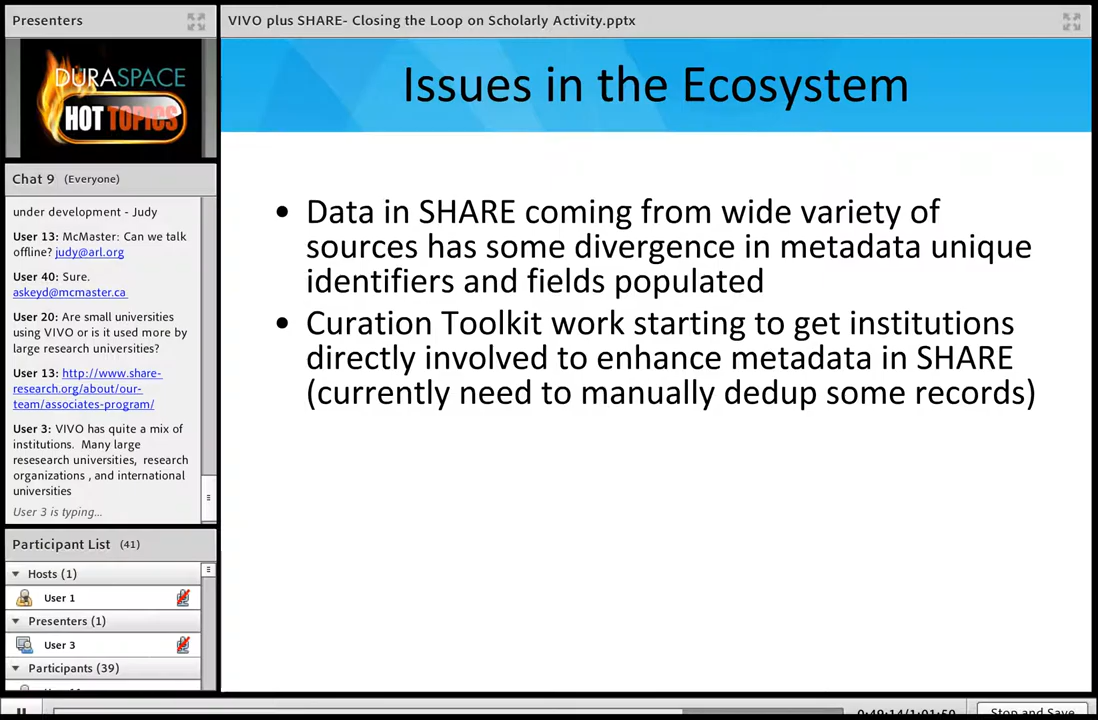 Presenters
VIVO plus SHARE- Closing the Loop on Scholarly Activity.pptx
DURASPACE
HOT TOPICS
Chat 9 (Everyone)
under development - Judy
User 13: McMaster: Can we talk
offline? judy@arl.org
User 40: Sure.
askeyd@mcmaster.ca
User 20: Are small universities
using VIVO or is it used more by
large research universities?
User 13: http://www.share-
research.org/about/our-
team/associates-program/
User 3: VIVO has quite a mix of
institutions. Many large
resesearch universities, research
organizations , and international
universities
User 3 is typing...
Participant List (41)
Hosts (1)
User 1
Presenters (1)
User 3
Participants (39)
Issues in the Ecosystem
• Data in SHARE coming from wide variety of
sources has some divergence in metadata unique
identifiers and fields populated
• Curation Toolkit work starting to get institutions
directly involved to enhance metadata in SHARE
(currently need to manually dedup some records)
Stop and Save